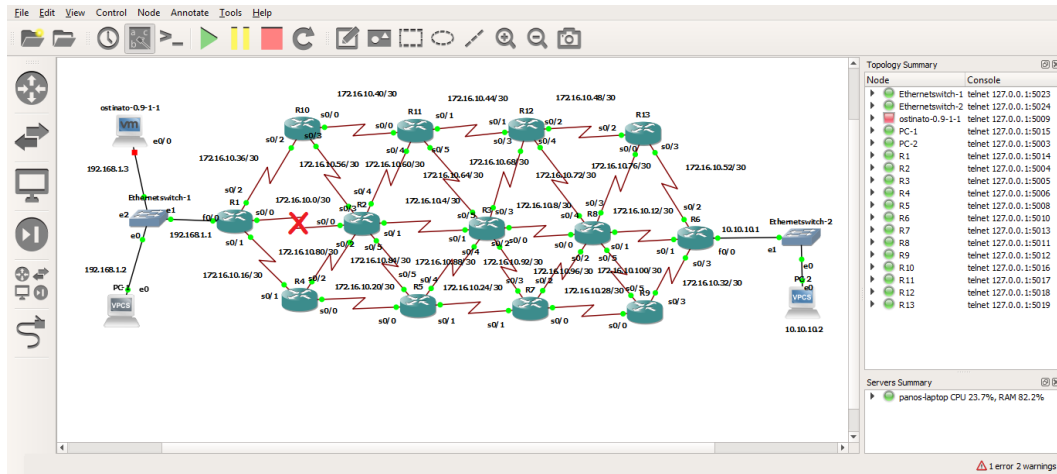 File Edit View Control Node Annotate Tools Help
Topology Summary
Node Console
Ethernetswitch-1 telnet 127.0.0.1:5023
Ethernetswitch-2 telnet 127.0.0.1:5024
ostinato-0.9-1-1 telnet 127.0.0.1:5009
PC-1 telnet 127.0.0.1:5015
PC-2 telnet 127.0.0.1:5003
R1 telnet 127.0.0.1:5014
R2 telnet 127.0.0.1:5004
R3 telnet 127.0.0.1:5005
R4 telnet 127.0.0.1:5006
R5 telnet 127.0.0.1:5008
R6 telnet 127.0.0.1:5010
R7 telnet 127.0.0.1:5013
R8 telnet 127.0.0.1:5011
R9 telnet 127.0.0.1:5012
R10 telnet 127.0.0.1:5016
R11 telnet 127.0.0.1:5017
R12 telnet 127.0.0.1:5018
R13 telnet 127.0.0.1:5019
Servers Summary
panos-laptop CPU 23.7%, RAM 82.2%
172.16.10.40/30 172.16.10.44/30 172.16.10.48/30
ostinato-0.9-1-1
Vm
e0/0
R10 R11 R12 R13
s0/0 s0/0 s0/1 s0/1 s0/2 s0/2
s0/2 s0/3 s0/4 s0/5 s0/3 s0/3
172.16.10.36/30 172.16.10.56/30 172.16.10.60/30 172.16.10.64/30 172.16.10.68/30 172.16.10.72/30 172.16.10.76/30 172.16.10.52/30
192.168.1.3
Ethernetswitch-1
e2 e1 e0
f0/0
192.168.1.1
R1
s0/2 s0/0 s0/1
172.16.10.0/30
R2
s0/4 s0/3 s0/0 s0/1 s0/2 s0/5
172.16.10.4/30
s0/5 s0/3 s0/2 s0/0 s0/4
172.16.10.8/30
R8
s0/3 s0/4 s0/0 s0/1 s0/2 s0/5
172.16.10.12/30
R6
s0/2 s0/1 s0/3 f0/0
10.10.10.1
Ethernetswitch-2
e1 e0
172.16.10.80/30 172.16.10.84/30 172.16.10.88/30 172.16.10.92/30 172.16.10.96/30 172.16.10.100/30
192.168.1.2
e0
VPCS
172.16.10.16/30 172.16.10.20/30 172.16.10.24/30 172.16.10.28/30 172.16.10.32/30
R4 R5 R7 R9
s0/1 s0/2 s0/0 s0/0 s0/5 s0/4 s0/1 s0/1 s0/3 s0/2 s0/0 s0/0 s0/5 s0/3
e0
VPCS
10.10.10.2
1 error 2 warnings